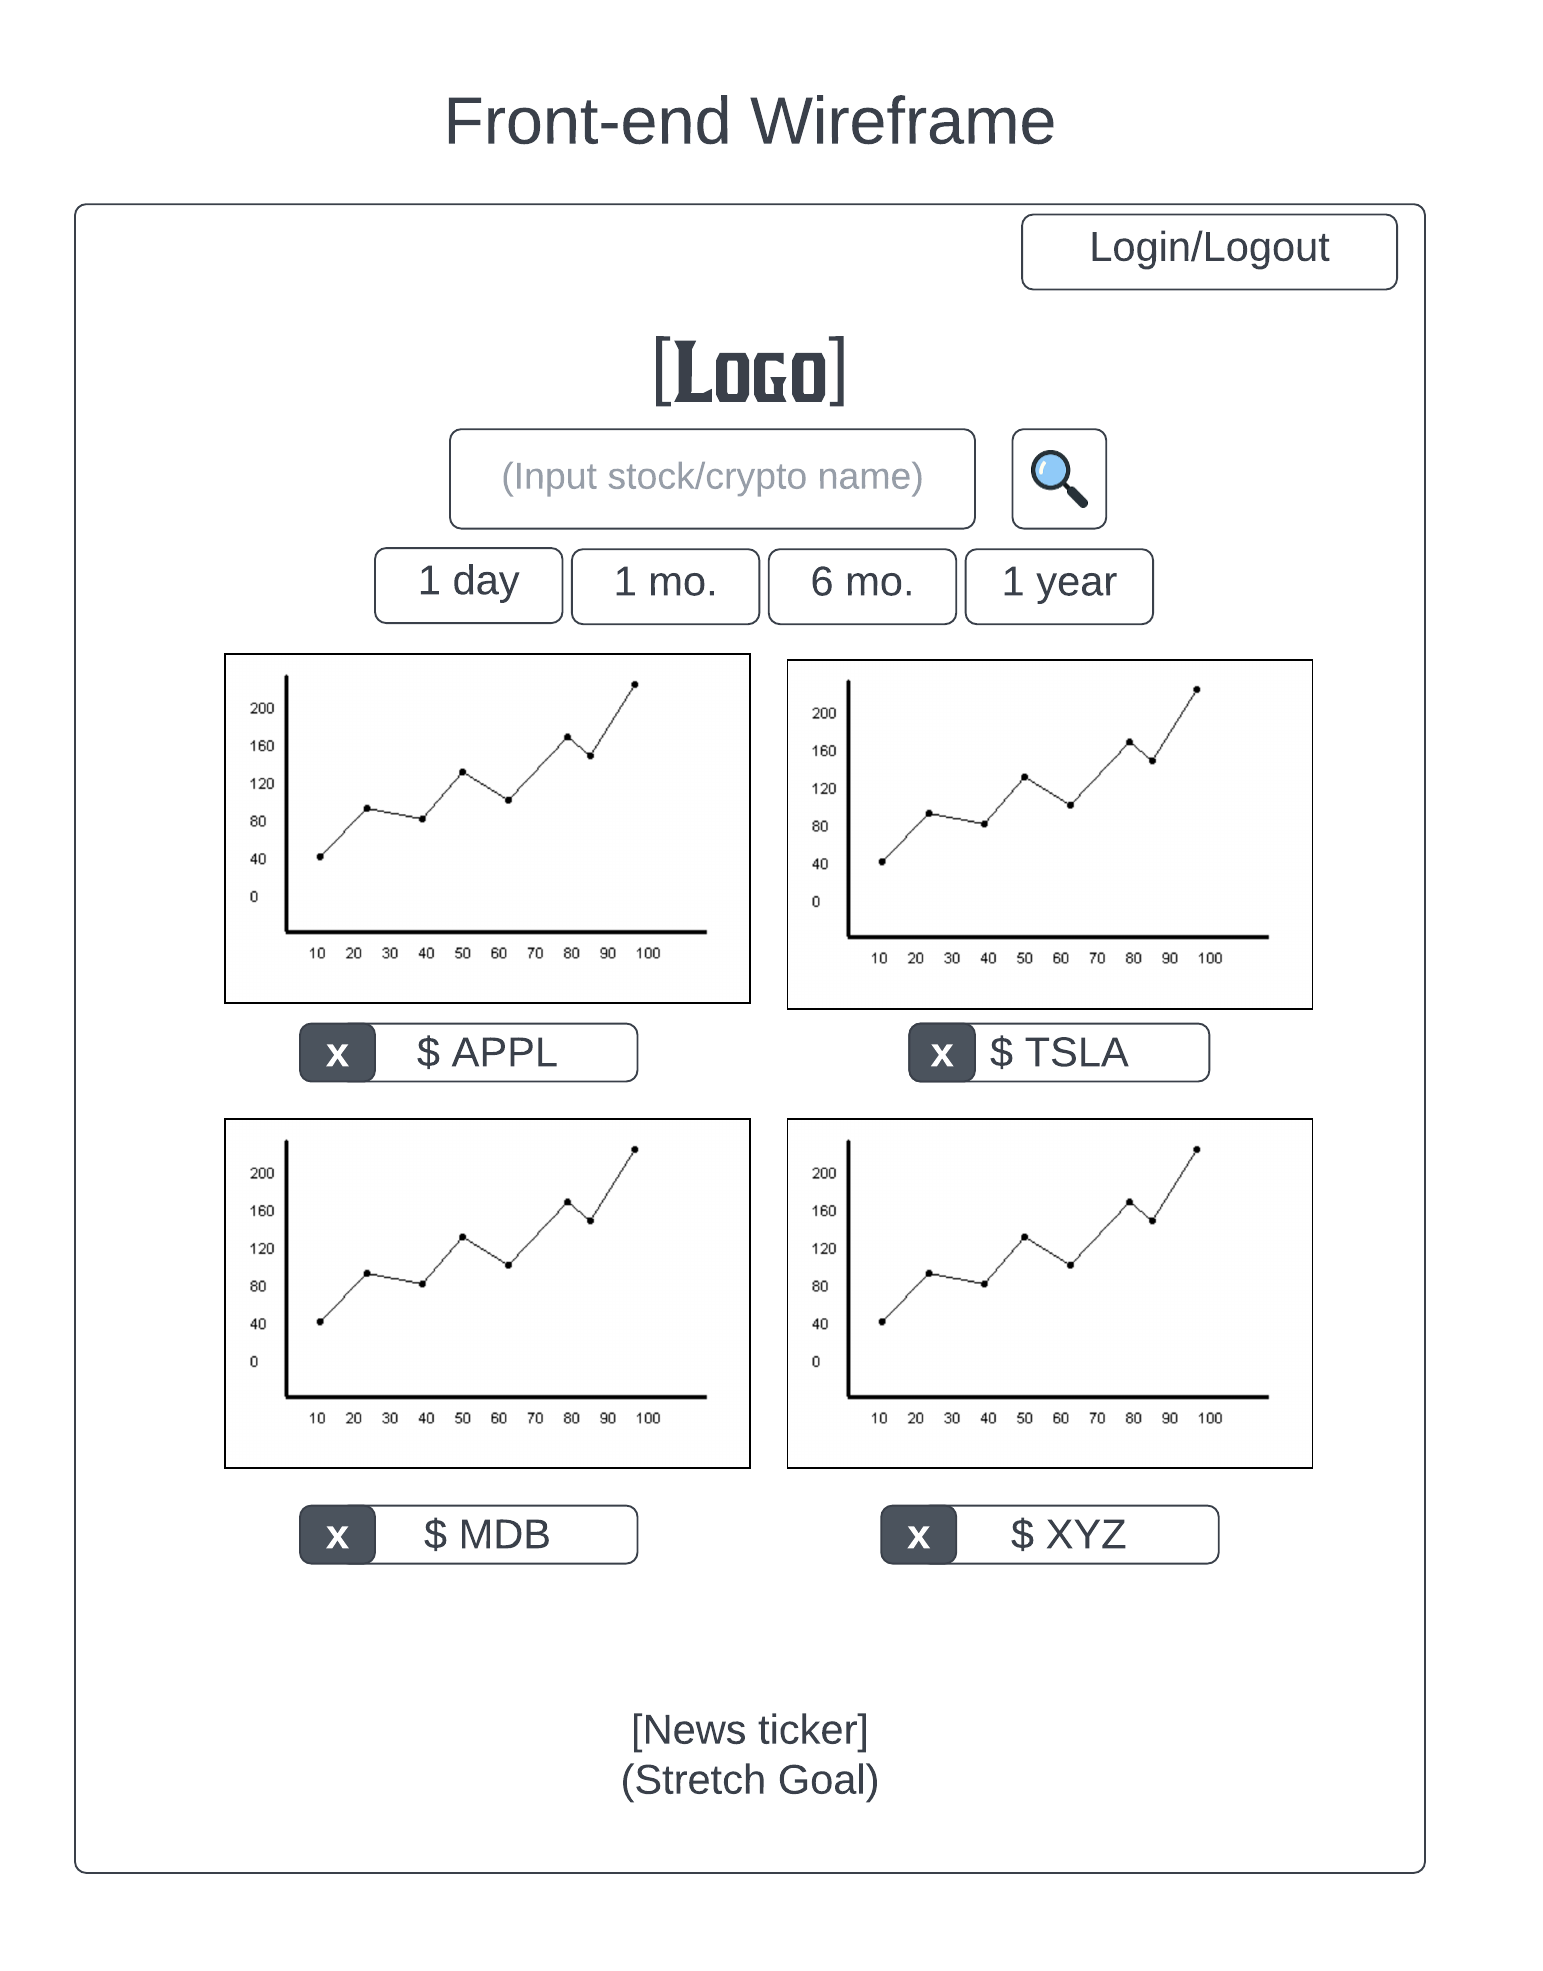 Front-end Wireframe
Login/Logout
[LOGO]
(Input stock/crypto name)
1 day
1 mo.
6 mo.
1 year
200
160
120
80
40
0
10 20 30 40 50 60 70 80 90 100
200
160
120
80
40
0
10 20 30 40 50 60 70 80 90 100
x $ APPL
x $ TSLA
200
160
120
80
40
0
10 20 30 40 50 60 70 80 90 100
200
160
120
80
40
0
10 20 30 40 50 60 70 80 90 100
x $ MDB
x $ XYZ
[News ticker]
(Stretch Goal)